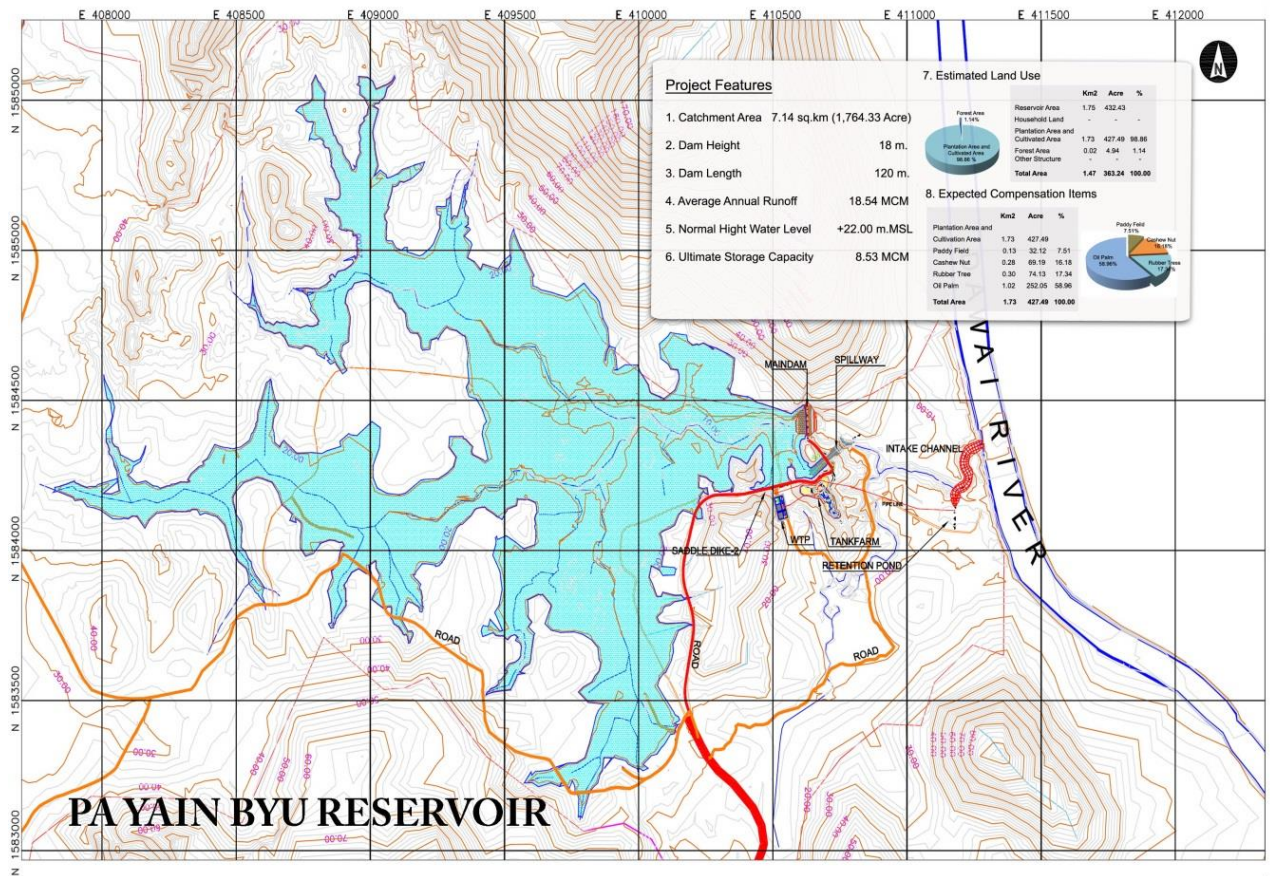 E 408000 E 408500 E 409000 E 409500 E 410000 E 410500 E 411000 E 411500 E 412000
N 1585000
N 1585000
N 1584500
N 1584000
N 1583500
N 1583000
N
N
Project Features
1. Catchment Area 7.14 sq.km (1,764.33 Acre)
2. Dam Height 18 m.
3. Dam Length 120 m.
4. Average Annual Runoff 18.54 MCM
5. Normal Hight Water Level +22.00 m.MSL
6. Ultimate Storage Capacity 8.53 MCM
7. Estimated Land Use
Km2 Acre %
Reservoir Area 1.75 432.43
Household Land - - -
Plantation Area and
Cultivated Area 1.73 427.49 98.86
Forest Area 0.02 4.94 1.14
Other Structure - - -
Total Area 1.47 363.24 100.00
Forest Area
1.14%
Plantation Area and
Cultivated Area
98.86 %
8. Expected Compensation Items
Km2 Acre %
Plantation Area and
Cultivation Area 1.73 427.49
Paddy Field 0.13 32.12 7.51
Cashew Nut 0.28 69.19 16.18
Rubber Tree 0.30 74.13 17.34
Oil Palm 1.02 252.05 58.96
Total Area 1.73 427.49 100.00
Paddy Field
7.51%
Cashew Nut
16.18%
Rubber Trees
Oil Palm
58.96%
AVAI RIVER
MAINDAM
SPILLWAY
INTAKE CHANNEL
PIPE LINE
SADDLE DIKE-2
WTP
TANKFARM
RETENTION POND
ROAD
ROAD
ROAD
PA YAIN BYU RESERVOIR